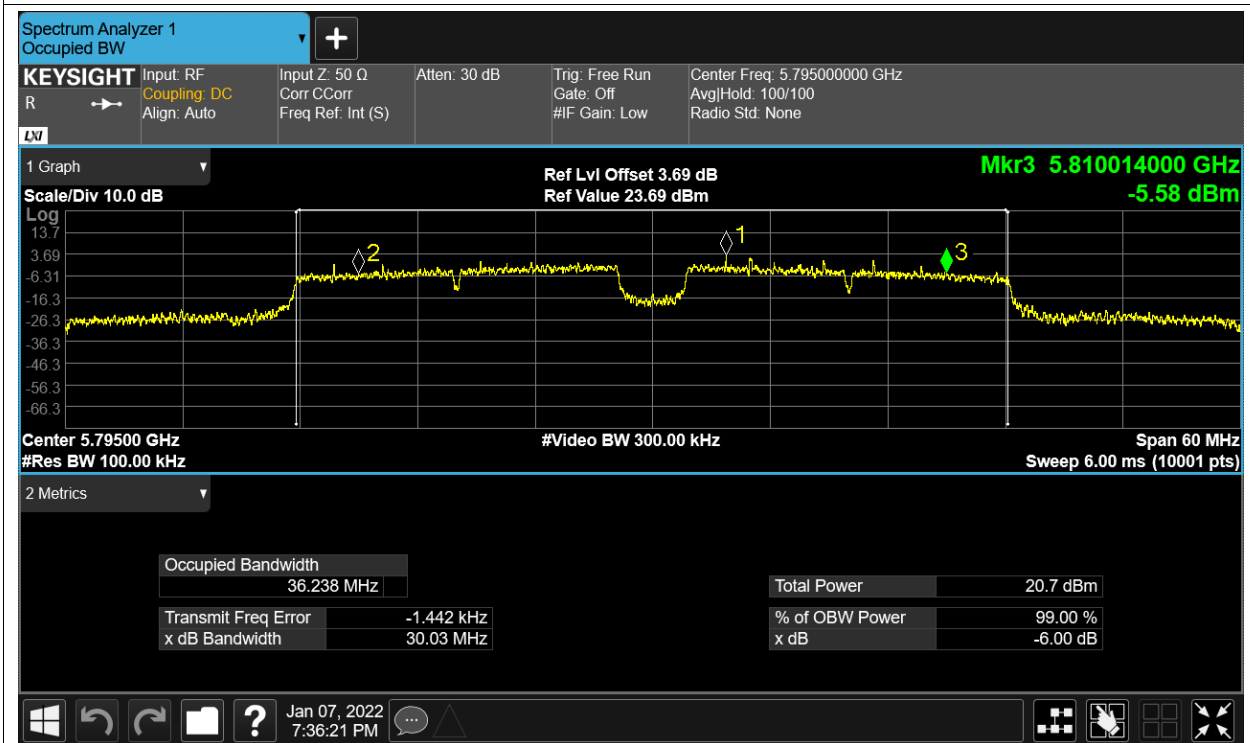 Spectrum Analyzer 1
Occupied BW
KEYSIGHT
R
LXI
Input: RF
Coupling: DC
Align: Auto
Input Z: 50 Ω
Corr CCorr
Freq Ref: Int (S)
Atten: 30 dB
Trig: Free Run
Gate: Off
#IF Gain: Low
Center Freq: 5.795000000 GHz
Avg|Hold: 100/100
Radio Std: None
1 Graph
Scale/Div 10.0 dB
Ref Lvl Offset 3.69 dB
Ref Value 23.69 dBm
Mkr3 5.810014000 GHz
-5.58 dBm
Log
13.7
3.69
-6.31
-16.3
-26.3
-36.3
-46.3
-56.3
-66.3
2
1
3
Center 5.79500 GHz
#Res BW 100.00 kHz
#Video BW 300.00 kHz
Span 60 MHz
Sweep 6.00 ms (10001 pts)
2 Metrics
Occupied Bandwidth
36.238 MHz
Transmit Freq Error -1.442 kHz
x dB Bandwidth 30.03 MHz
Total Power 20.7 dBm
% of OBW Power 99.00 %
x dB -6.00 dB
?
Jan 07, 2022
7:36:21 PM